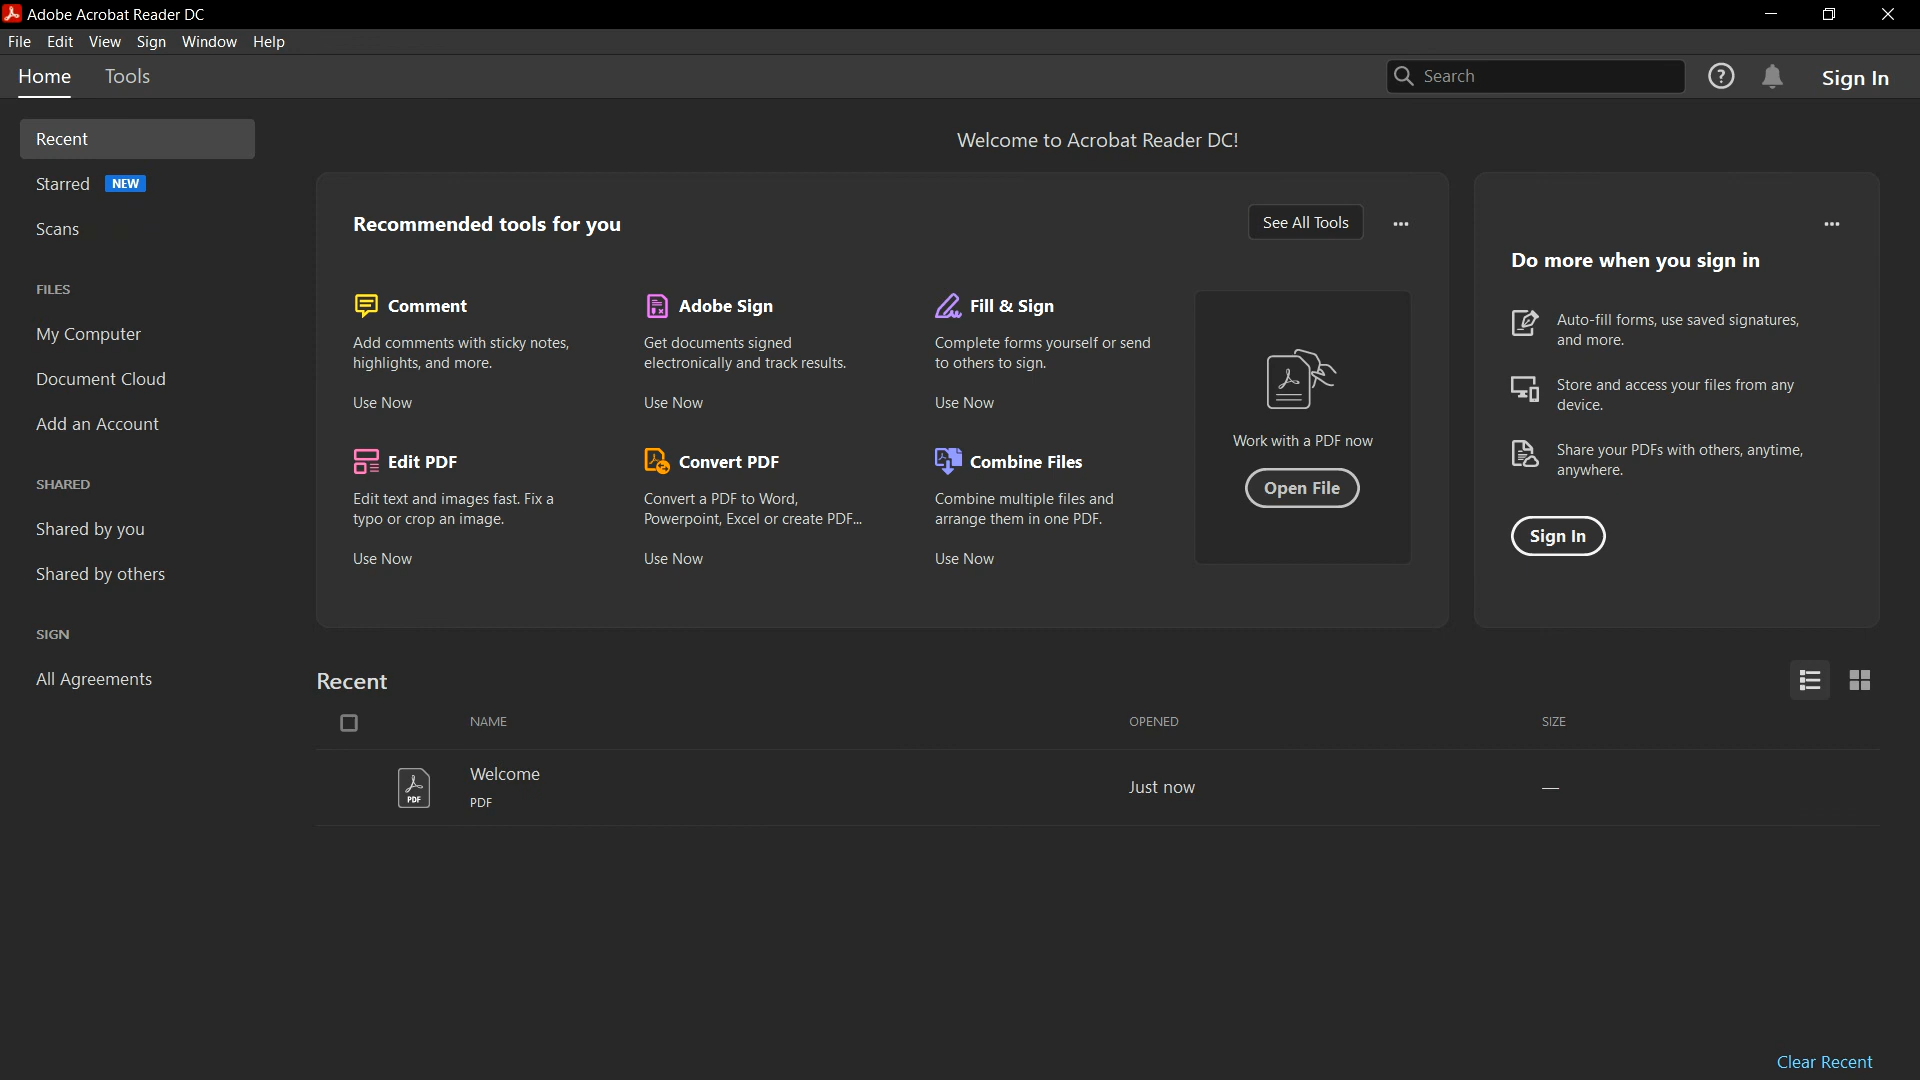 Adobe Acrobat Reader DC
File Edit View Sign Window Help
Home Tools
Search
Sign In
Recent
Starred NEW
Scans
FILES
My Computer
Document Cloud
Add an Account
SHARED
Shared by you
Shared by others
SIGN
All Agreements
Welcome to Acrobat Reader DC!
Recommended tools for you
See All Tools
Comment
Add comments with sticky notes,
highlights, and more.
Use Now
Adobe Sign
Get documents signed
electronically and track results.
Use Now
Fill & Sign
Complete forms yourself or send
to others to sign.
Use Now
Edit PDF
Edit text and images fast. Fix a
typo or crop an image.
Use Now
Convert PDF
Convert a PDF to Word,
Powerpoint, Excel or create PDF...
Use Now
Combine Files
Combine multiple files and
arrange them in one PDF.
Use Now
Work with a PDF now
Open File
Do more when you sign in
Auto-fill forms, use saved signatures,
and more.
Store and access your files from any
device.
Share your PDFs with others, anytime,
anywhere.
Sign In
Recent
NAME OPENED SIZE
PDF
Welcome
PDF
Just now —
Clear Recent